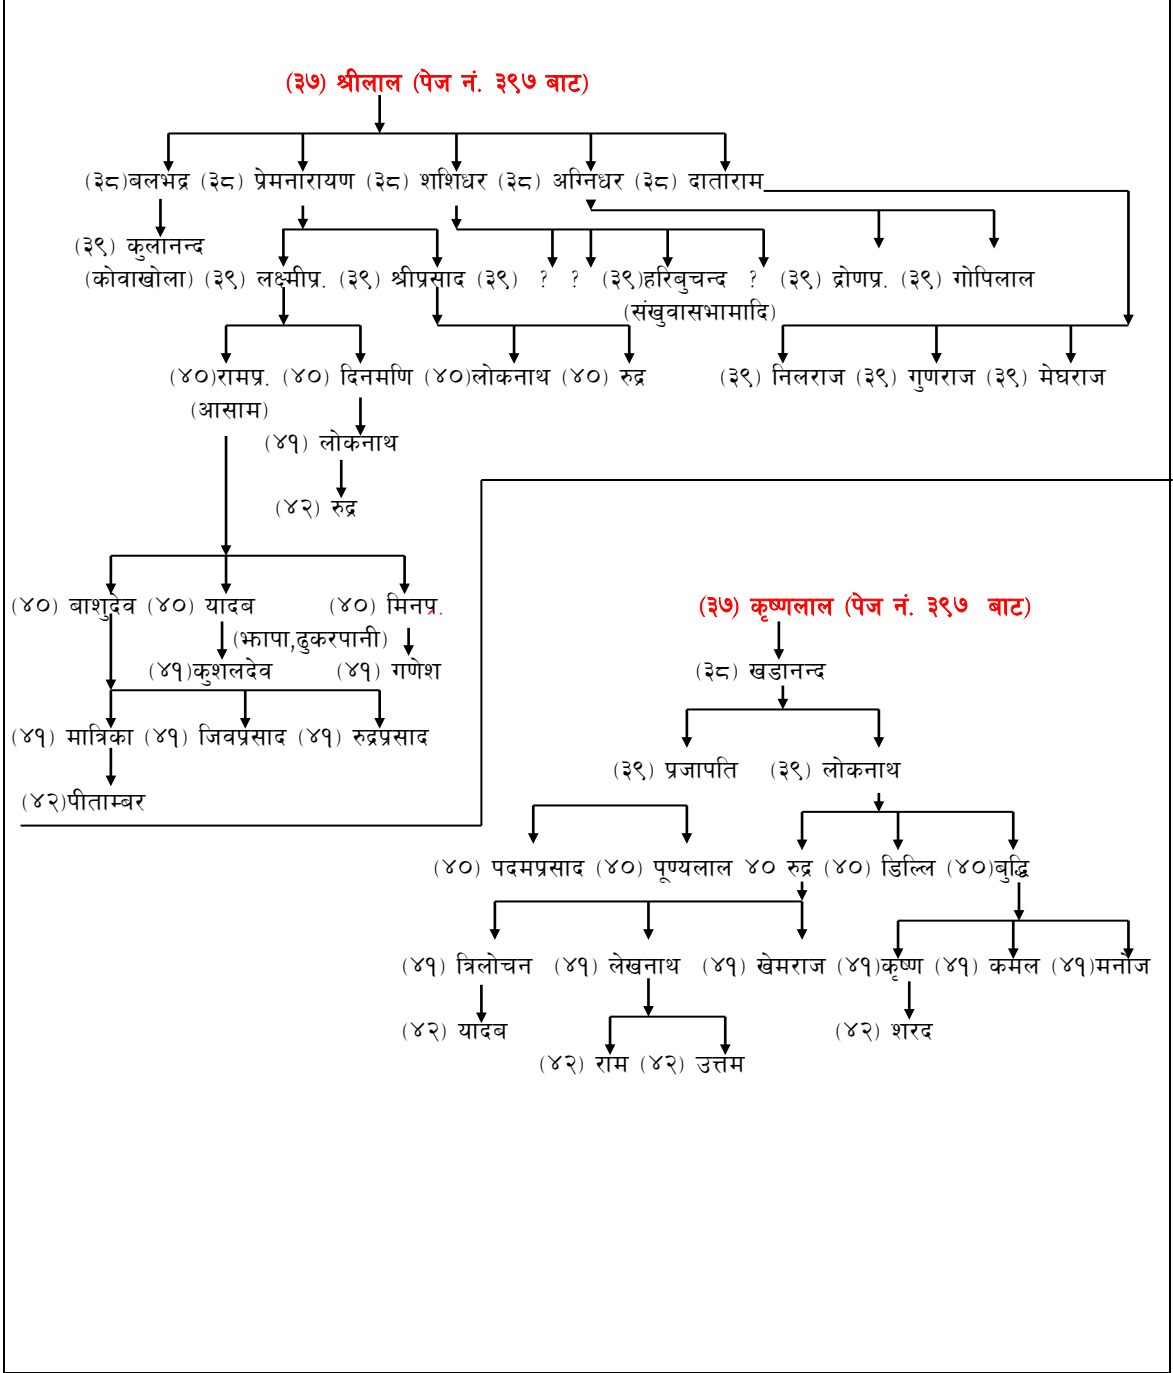 (३७) श्रीलाल (पेज नं. ३९७ बाट)
(३८)बलभद्र (३८) प्रेमनारायण (३८) शशिधर (३८) अग्निधर (३८) दाताराम
(३९) कुलानन्द
(कोवाखोला) (३९) लक्ष्मीप्र. (३९) श्रीप्रसाद (३९) ? ? (३९)हरिबुचन्द ? (३९) द्रोणप्र. (३९) गोपिलाल
(संखुवासभामादि)
(४०)रामप्र. (४०) दिनमणि (४०)लोकनाथ (४०) रुद्र (३९) निलराज (३९) गुणराज (३९) मेघराज
(आसाम)
(४१) लोकनाथ
(४२) रुद्र
(४०) बाशुदेव (४०) यादब (४०) मिनप्र.
(झापा,ढुकरपानी)
(४१)कुशलदेव (४१) गणेश
(४१) मात्रिका (४१) जिवप्रसाद (४१) रुद्रप्रसाद
(४२)पीताम्बर
(३७) कृष्णलाल (पेज नं. ३९७ बाट)
(३८) खडानन्द
(३९) प्रजापति (३९) लोकनाथ
(४०) पदमप्रसाद (४०) पूण्यलाल ४० रुद्र (४०) डिल्लि (४०)बुद्धि
(४१) त्रिलोचन (४१) लेखनाथ (४१) खेमराज (४१)कृष्ण (४१) कमल (४१)मनोज
(४२) यादब (४२) शरद
(४२) राम (४२) उत्तम